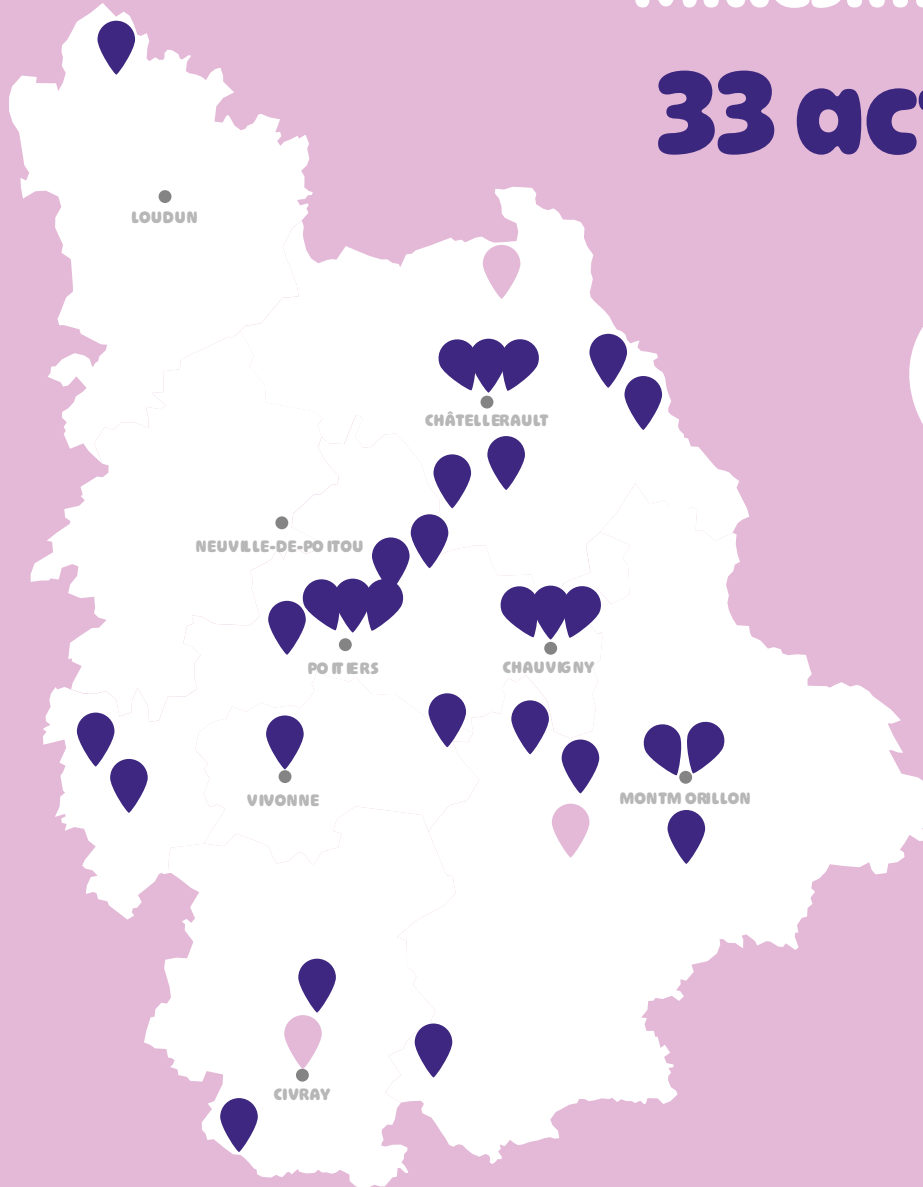 33 ac
LOUDUN
CHÂTELLERAULT
NEUVILLE-DE-POITOU
POITIERS
CHAUVIGNY
VIVONNE
MONTMORILLON
CIVRAY